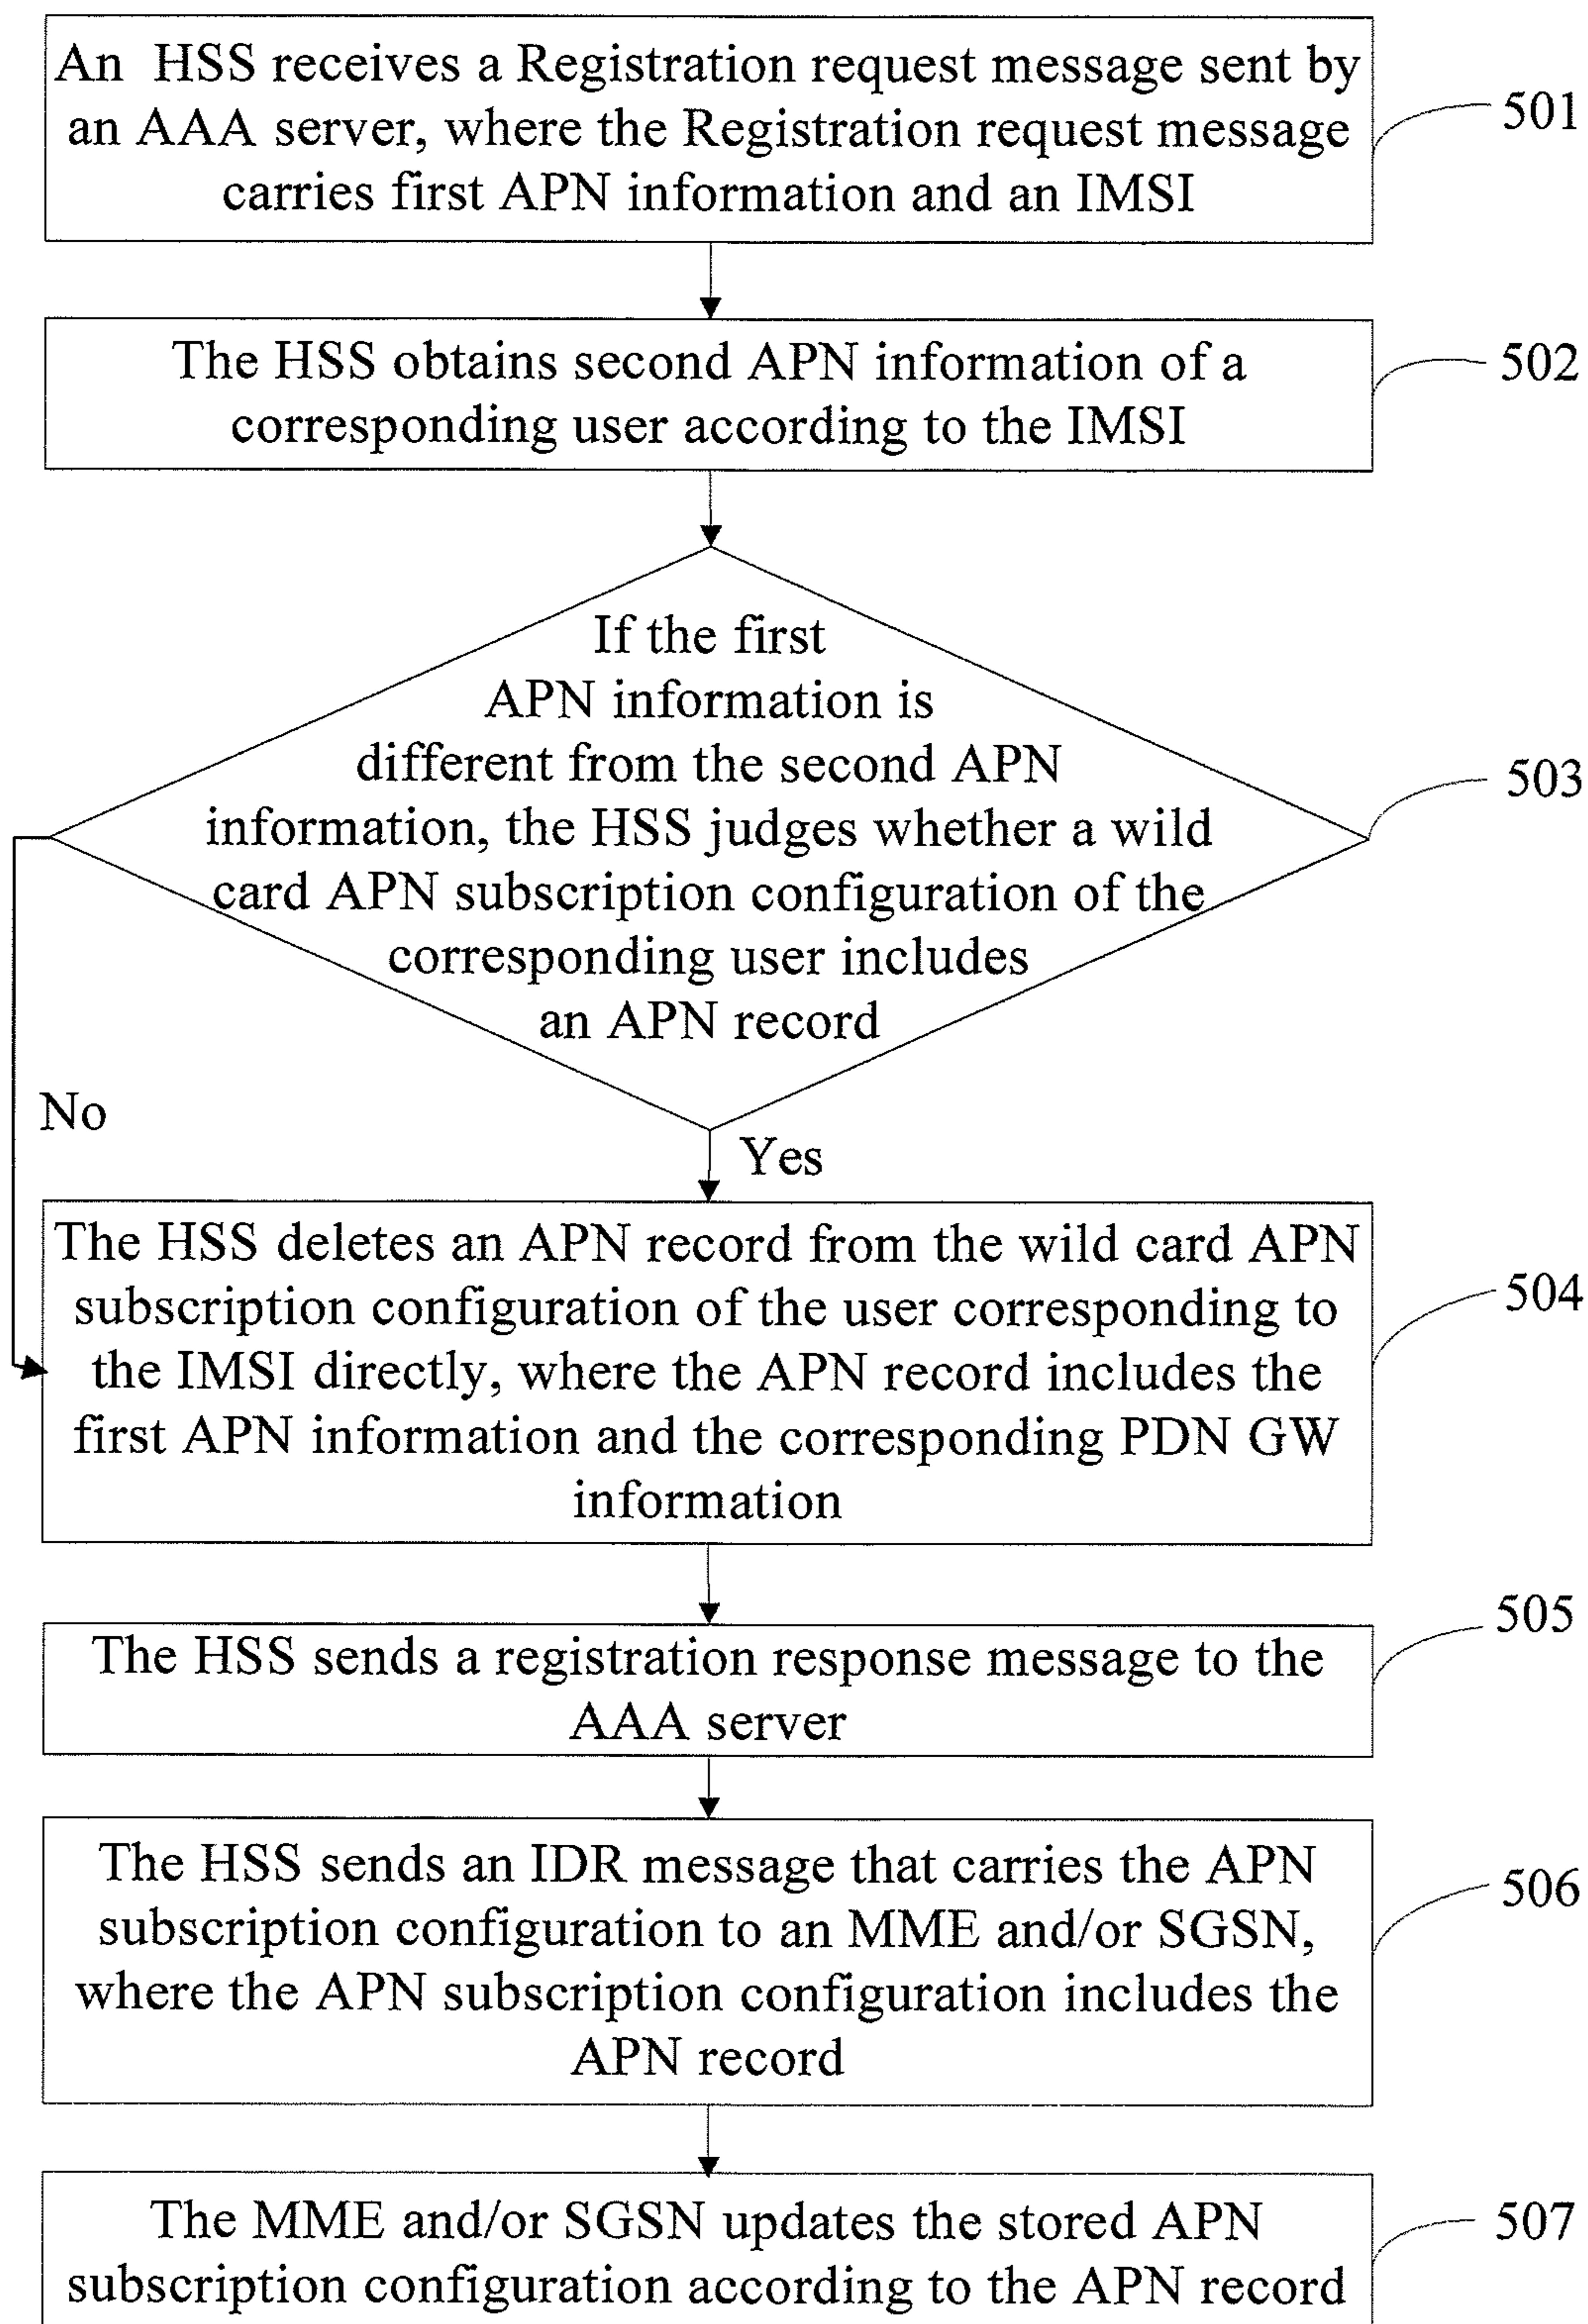 An HSS receives a Registration request message sent by
an AAA server, where the Registration request message
carries first APN information and an IMSI
501
The HSS obtains second APN information of a
corresponding user according to the IMSI
502
If the first
APN information is
different from the second APN
information, the HSS judges whether a wild
card APN subscription configuration of the
corresponding user includes
an APN record
503
No
Yes
The HSS deletes an APN record from the wild card APN
subscription configuration of the user corresponding to
the IMSI directly, where the APN record includes the
first APN information and the corresponding PDN GW
information
504
The HSS sends a registration response message to the
AAA server
505
The HSS sends an IDR message that carries the APN
subscription configuration to an MME and/or SGSN,
where the APN subscription configuration includes the
APN record
506
The MME and/or SGSN updates the stored APN
subscription configuration according to the APN record
507